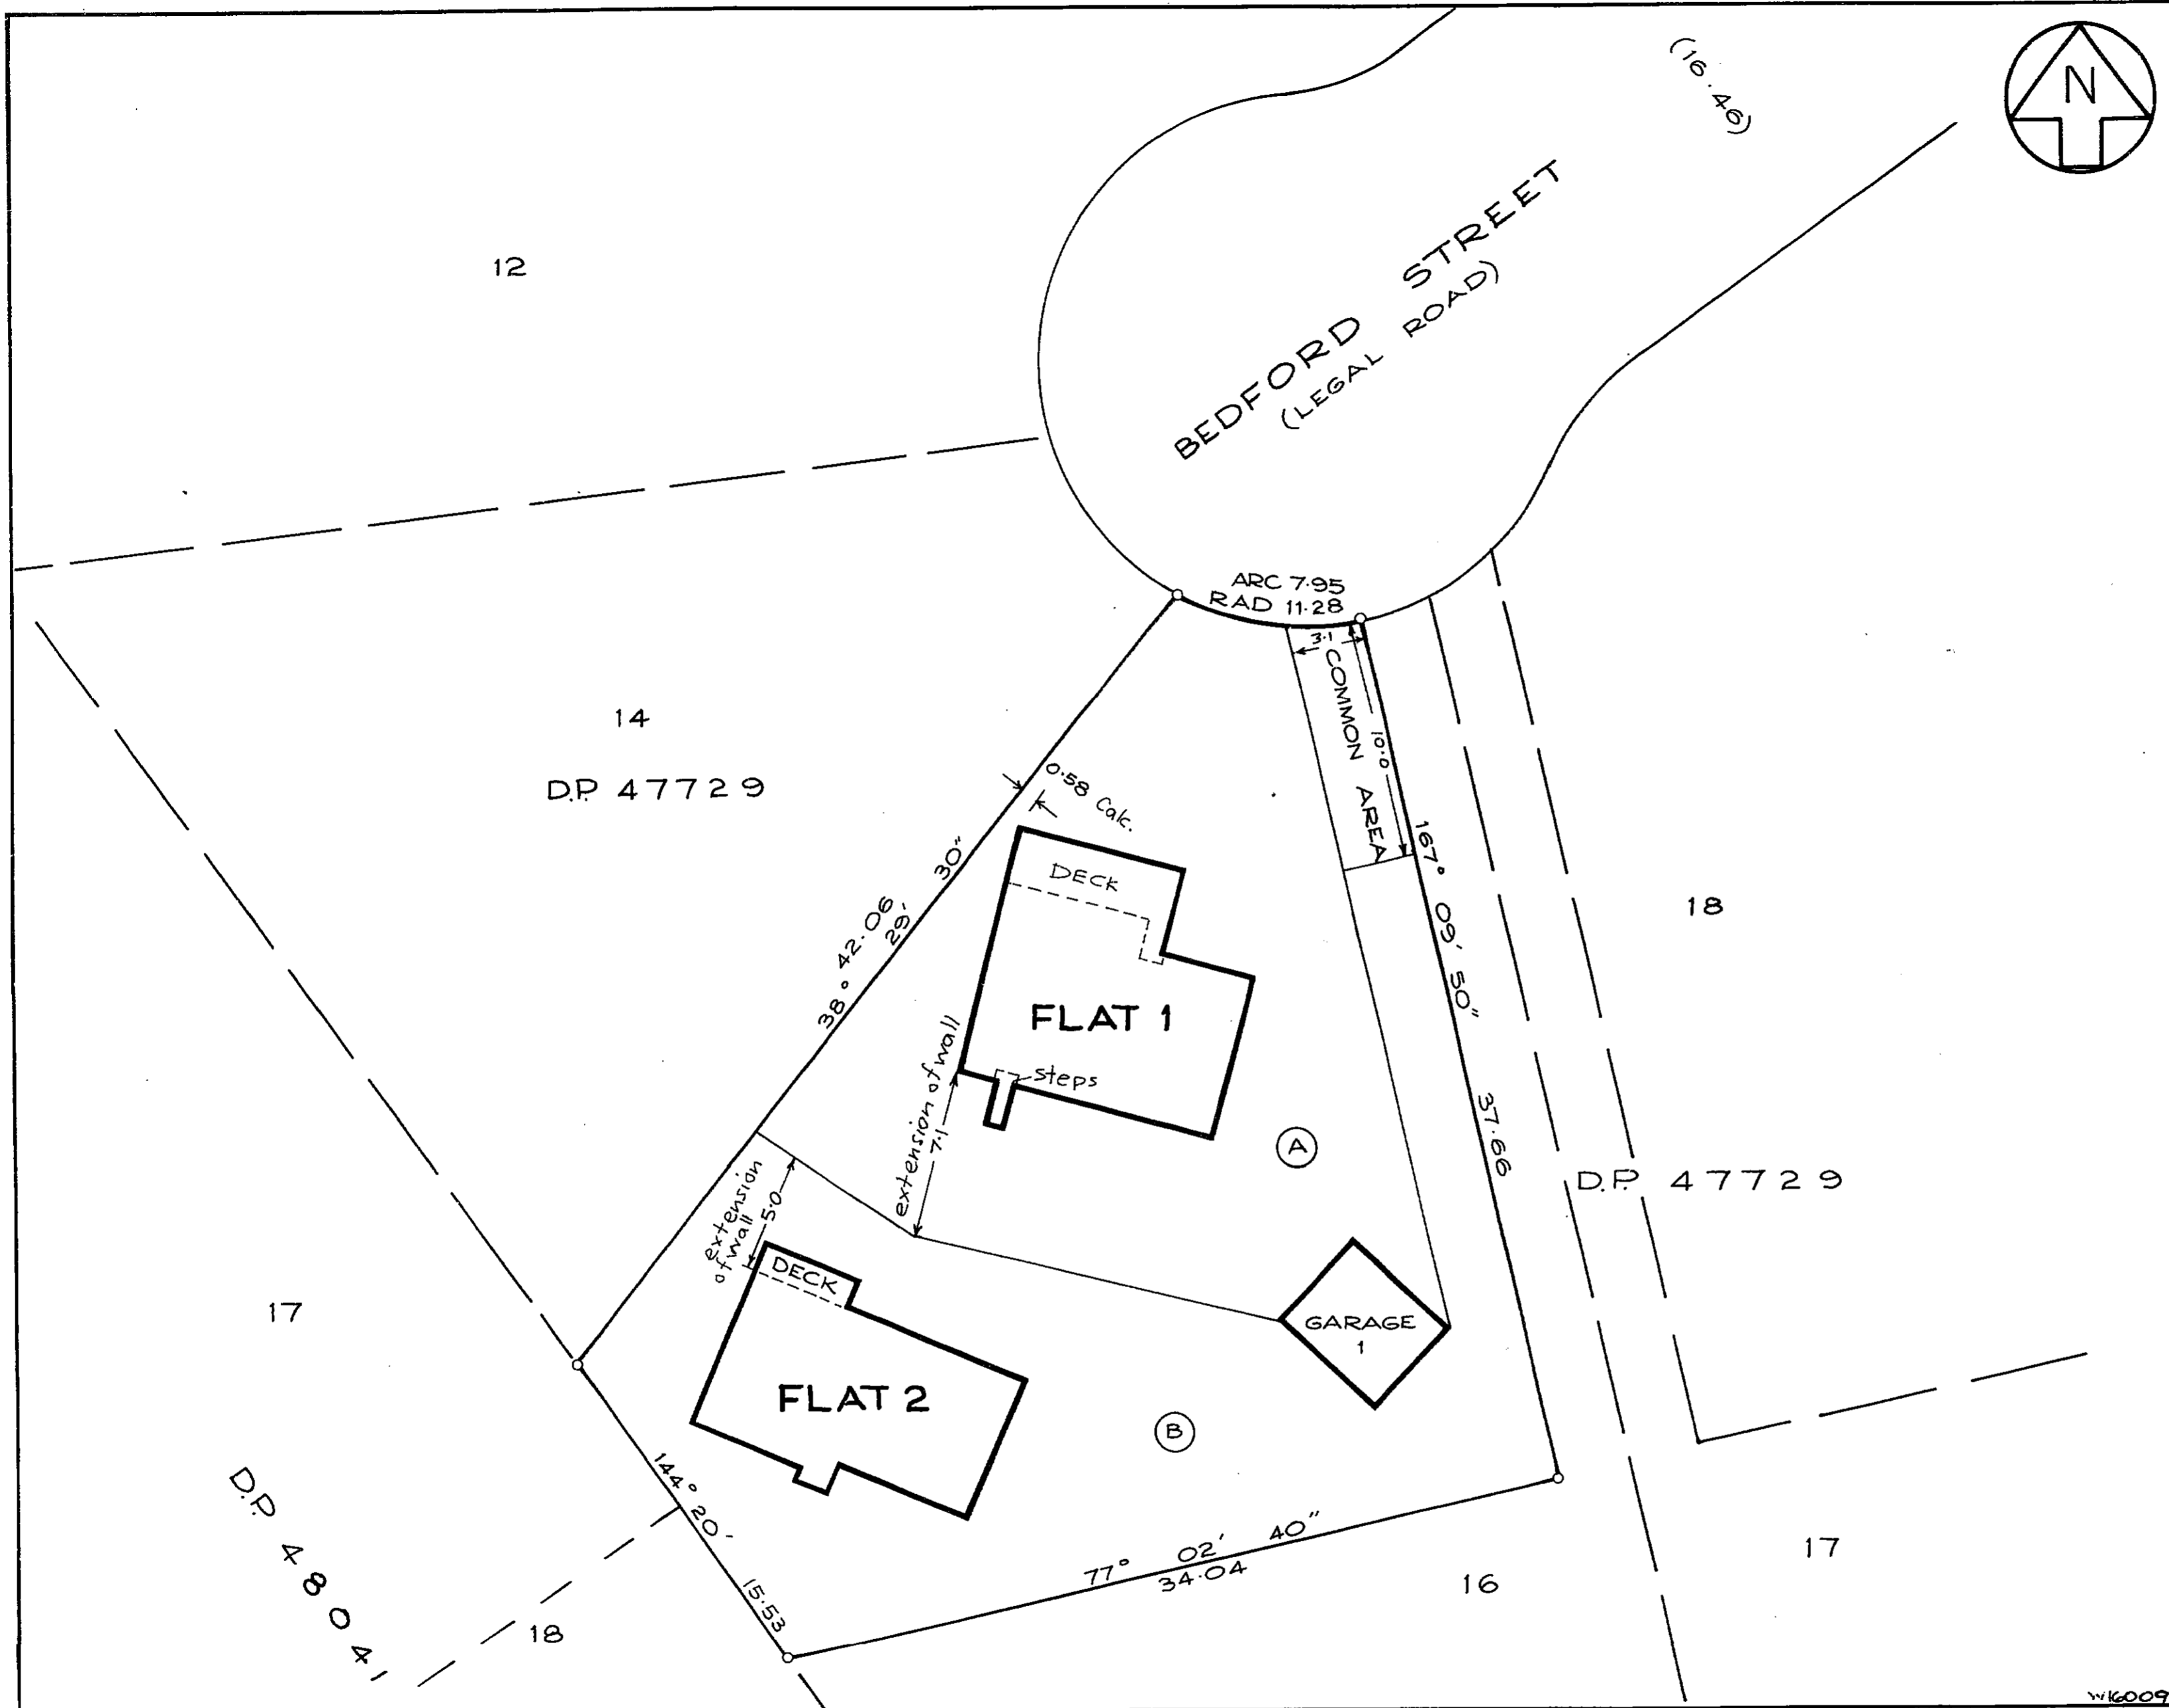 (16.46)
N
12
BEDFORD STREET
(LEGAL ROAD)
ARC 7.95
RAD 11.28
3.1
COMMON AREA
10.0
14
D.P. 47729
0.58 Calc.
38° 29' 30"
42.06
DECK
167° 09' 50"
37.66
18
FLAT 1
steps
extension of wall
7.1
A
D.P. 47729
extension
of wall
5.0
DECK
17
GARAGE
1
FLAT 2
B
144° 20'
15.53
D.P. 48041
77° 02' 40"
34.04
16
17
18